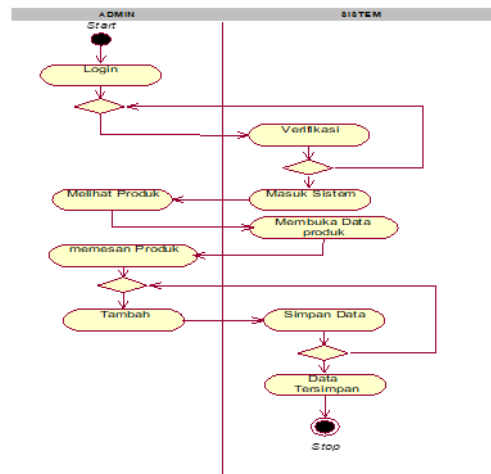 ADMIN
SISTEM
Start
Login
Verifikasi
Melihat Produk
Masuk Sistem
Membuka Data
produk
memesan Produk
Tambah
Simpan Data
Data
Tersimpan
Stop